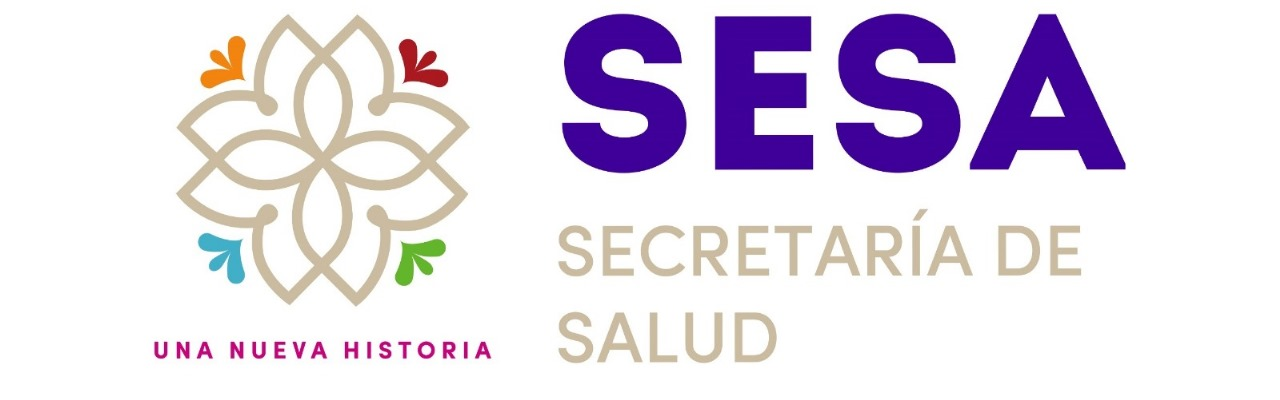 UNA NUEVA HISTORIA
SESA
SECRETARÍA DE
SALUD